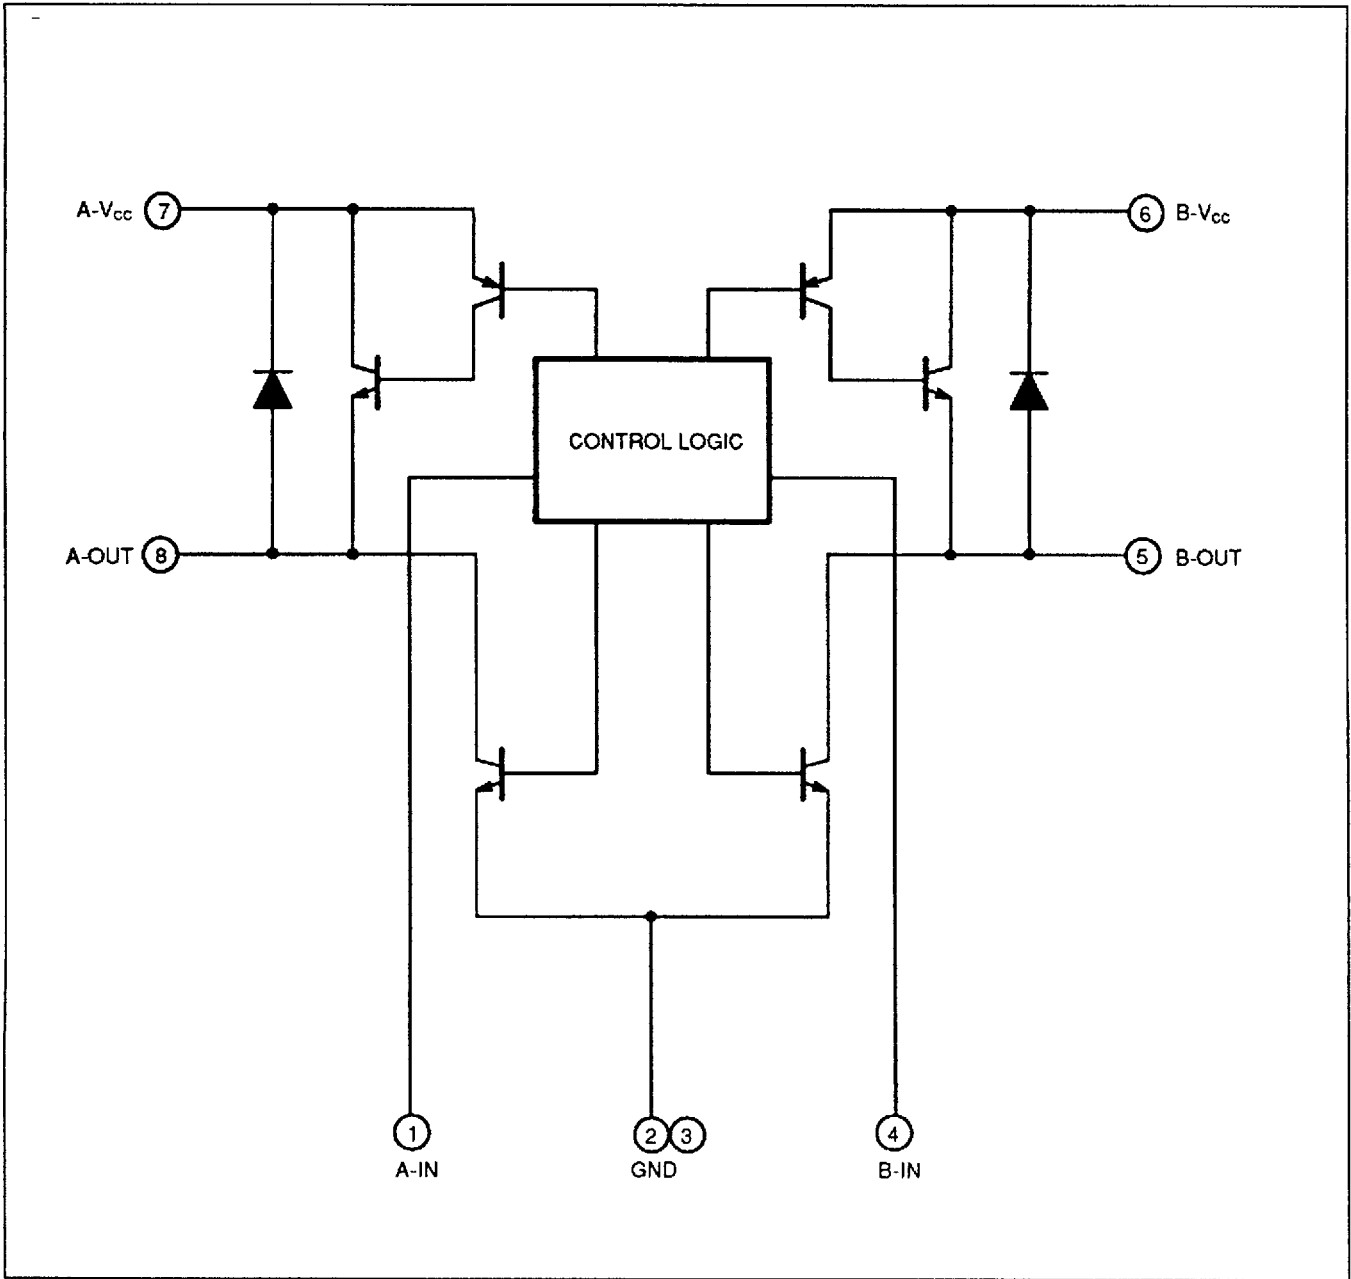 A-Vcc 7
6 B-Vcc
CONTROL LOGIC
A-OUT 8
5 B-OUT
1
2 3
4
A-IN
GND
B-IN